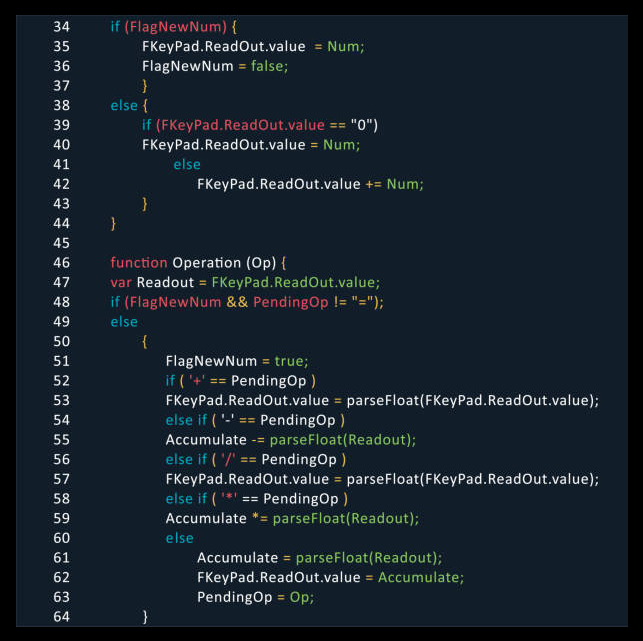 34 if (FlagNewNum) {
35 FKeyPad.ReadOut.value = Num;
36 FlagNewNum = false;
37 }
38 else {
39 if (FKeyPad.ReadOut.value == "0")
40 FKeyPad.ReadOut.value = Num;
41 else
42 FKeyPad.ReadOut.value += Num;
43 }
44 }
45
46 function Operation (Op) {
47 var Readout = FKeyPad.ReadOut.value;
48 if (FlagNewNum && PendingOp != "=");
49 else
50 {
51 FlagNewNum = true;
52 if ( '+' == PendingOp )
53 FKeyPad.ReadOut.value = parseFloat(FKeyPad.ReadOut.value);
54 else if ( '-' == PendingOp )
55 Accumulate -= parseFloat(Readout);
56 else if ( '/' == PendingOp )
57 FKeyPad.ReadOut.value = parseFloat(FKeyPad.ReadOut.value);
58 else if ( '*' == PendingOp )
59 Accumulate *= parseFloat(Readout);
60 else
61 Accumulate = parseFloat(Readout);
62 FKeyPad.ReadOut.value = Accumulate;
63 PendingOp = Op;
64 }